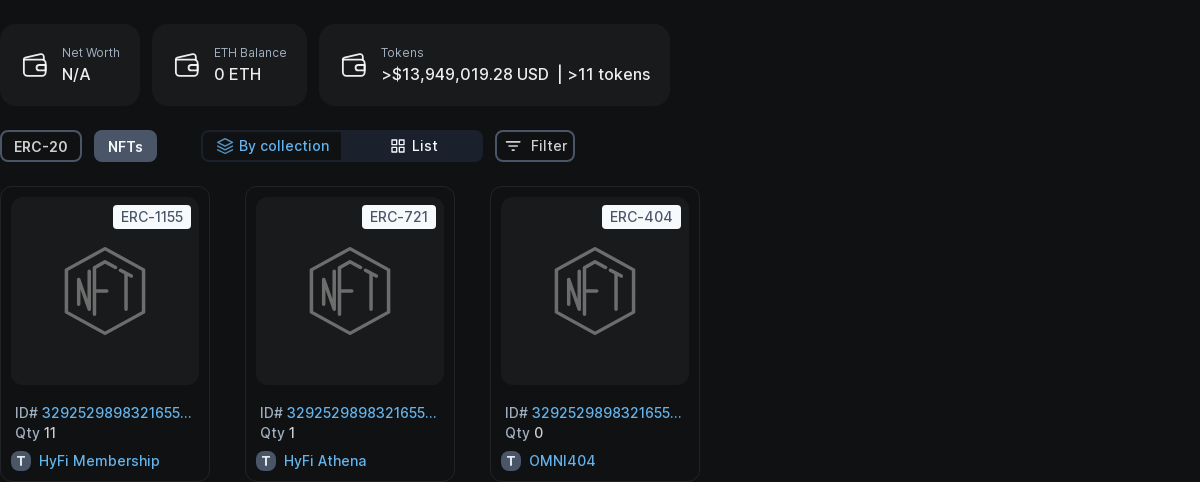 Net Worth
N/A
ETH Balance
0 ETH
Tokens
>$13,949,019.28 USD | >11 tokens
ERC-20
NFTs
By collection
List
Filter
ERC-1155
NFT
ID# 3292529898321655...
Qty 11
T HyFi Membership
ERC-721
NFT
ID# 3292529898321655...
Qty 1
T HyFi Athena
ERC-404
NFT
ID# 3292529898321655...
Qty 0
T OMNI404